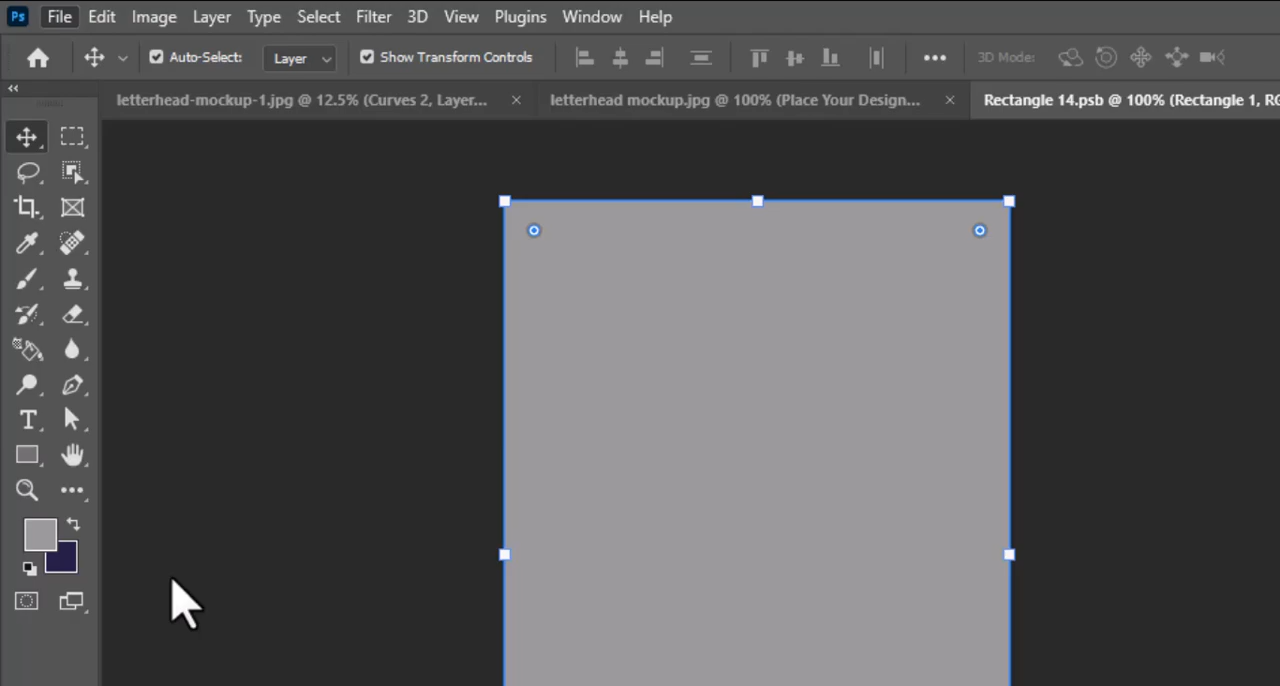 Ps File Edit Image Layer Type Select Filter 3D View Plugins Window Help
Auto-Select: Layer Show Transform Controls 3D Mode:
letterhead-mockup-1.jpg @ 12.5% (Curves 2, Layer... letterhead mockup.jpg @ 100% (Place Your Design... Rectangle 14.psb @ 100% (Rectangle 1, RG
T